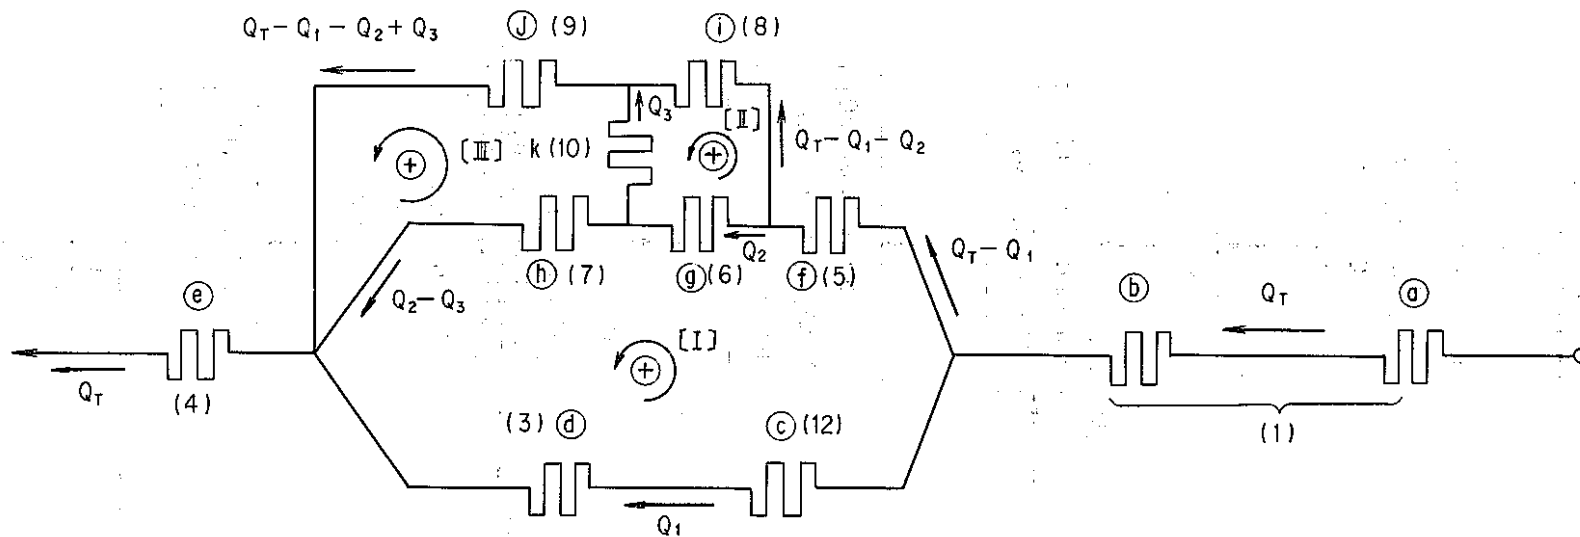 Q_T − Q_1 − Q_2 + Q_3
J (9)
i (8)
Q_3
[II]
+
[III]
+
k (10)
Q_T − Q_1 − Q_2
h (7)
g (6)
Q_2
f (5)
Q_T − Q_1
Q_2 − Q_3
e
b
Q_T
a
[I]
+
Q_T
(4)
(3) d
c (12)
(1)
Q_1